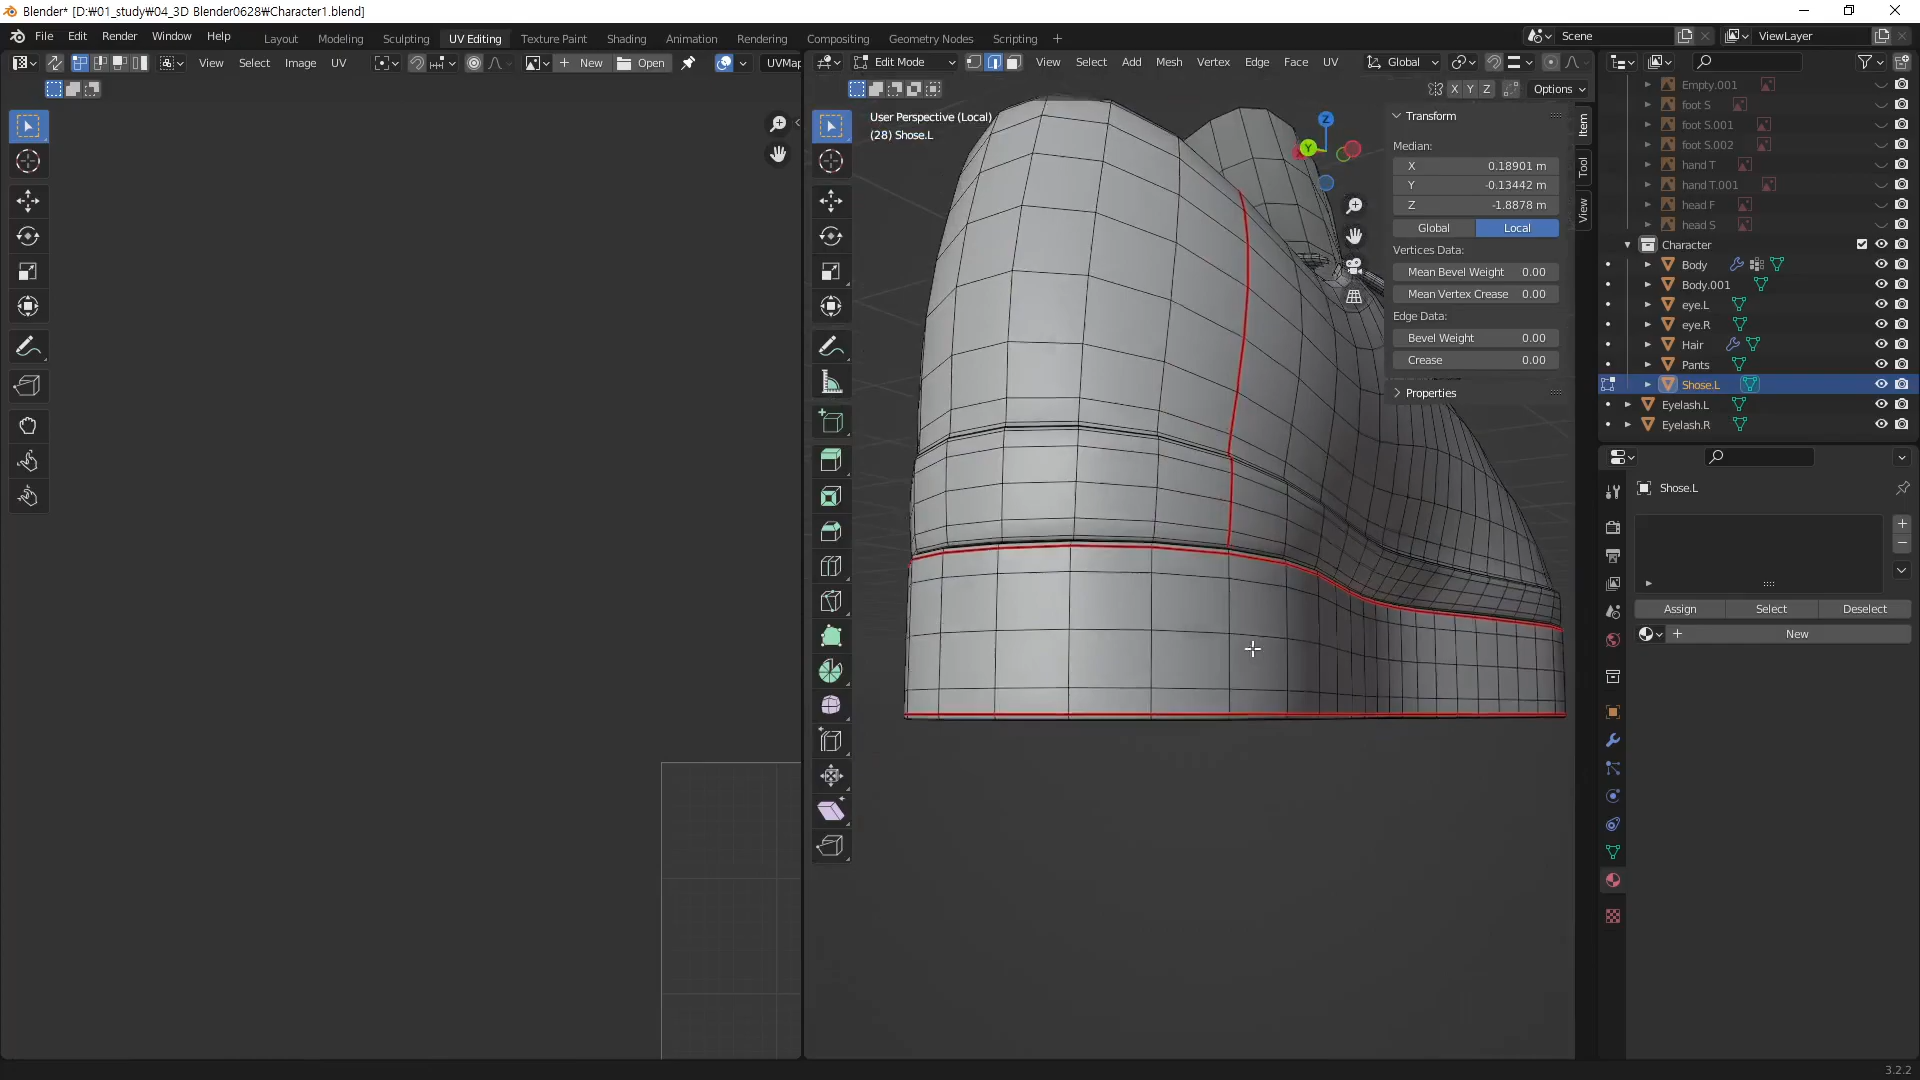 Blender* [D:₩01_study₩04_3D Blender0628₩Character1.blend]
File Edit Render Window Help
Layout Modeling Sculpting UV Editing Texture Paint Shading Animation Rendering Compositing Geometry Nodes Scripting
Scene
ViewLayer
View Select Image UV
New
Open
UVMap
Edit Mode
View Select Add Mesh Vertex Edge Face UV
Global
X Y Z
Options
User Perspective (Local)
(28) Shose.L
Z
Y
Transform
Median:
X 0.18901 m
Y -0.13442 m
Z -1.8878 m
Global Local
Vertices Data:
Mean Bevel Weight 0.00
Mean Vertex Crease 0.00
Edge Data:
Bevel Weight 0.00
Crease 0.00
Properties
Item
Tool
View
Empty.001
foot S
foot S.001
foot S.002
hand T
hand T.001
head F
head S
Character
Body
Body.001
eye.L
eye.R
Hair
Pants
Shose.L
Eyelash.L
Eyelash.R
Shose.L
Assign Select Deselect
New
3.2.2